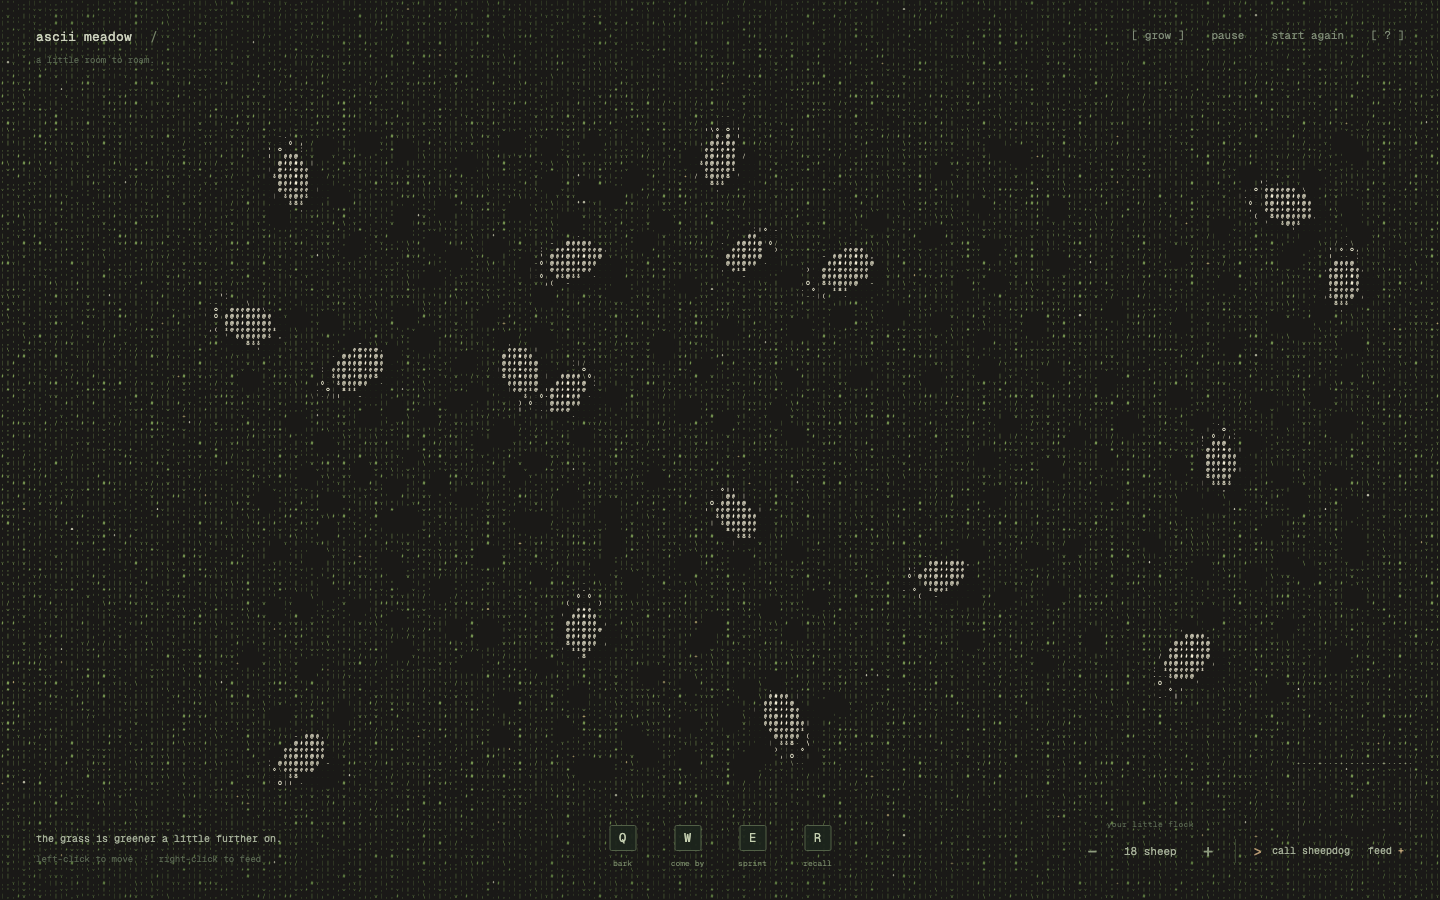 ascii meadow /
a little room to roam
[ grow ] pause start again [ ? ]
the grass is greener a little further on.
left-click to move · right-click to feed
Q W E R
bark come by sprint recall
your little flock
− 18 sheep + > call sheepdog feed +